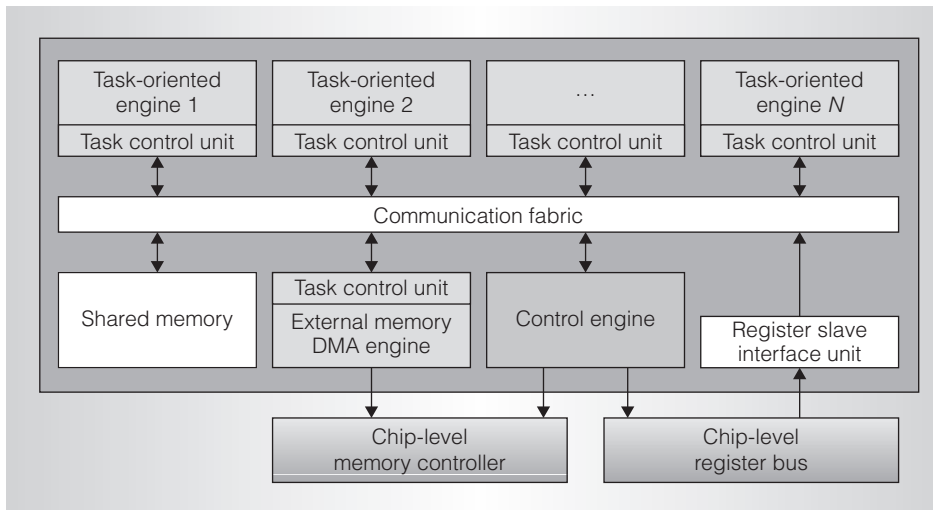 Task-oriented
engine 1
Task control unit
Task-oriented
engine 2
Task control unit
...
Task control unit
Task-oriented
engine N
Task control unit
Communication fabric
Shared memory
Task control unit
External memory
DMA engine
Control engine
Register slave
interface unit
Chip-level
memory controller
Chip-level
register bus